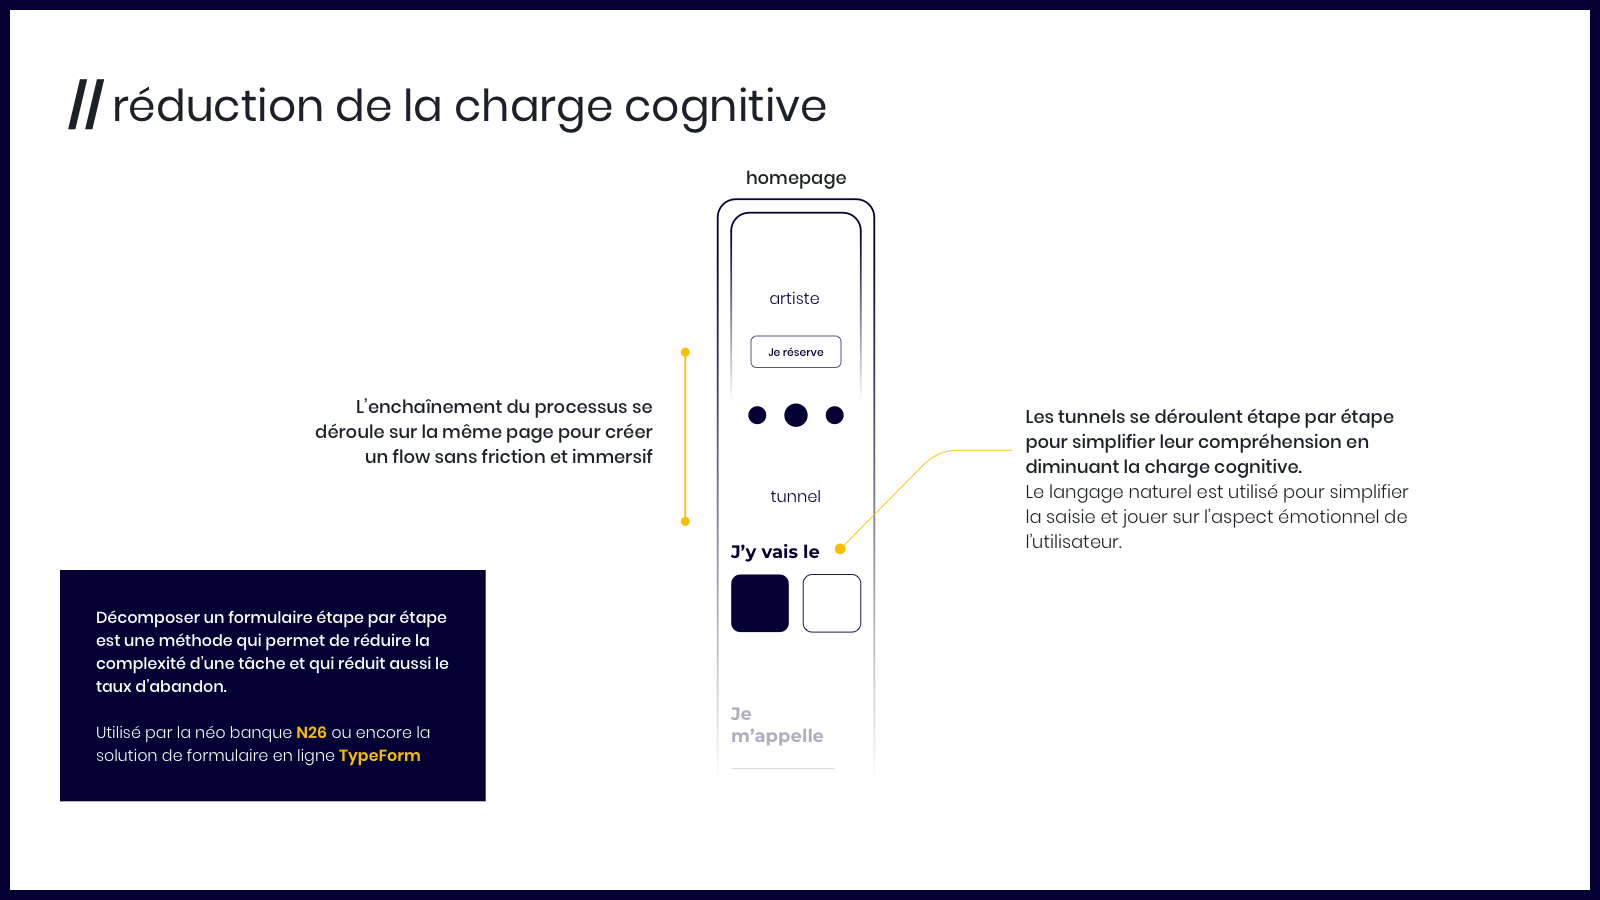 // réduction de la charge cognitive
homepage
artiste
Je réserve
L'enchaînement du processus se
déroule sur la même page pour créer
un flow sans friction et immersif
Les tunnels se déroulent étape par étape
pour simplifier leur compréhension en
diminuant la charge cognitive.
Le langage naturel est utilisé pour simplifier
la saisie et jouer sur l'aspect émotionnel de
l'utilisateur.
tunnel
J'y vais le
Décomposer un formulaire étape par étape
est une méthode qui permet de réduire la
complexité d'une tâche et qui réduit aussi le
taux d'abandon.
Utilisé par la néo banque N26 ou encore la
solution de formulaire en ligne TypeForm
Je
m'appelle